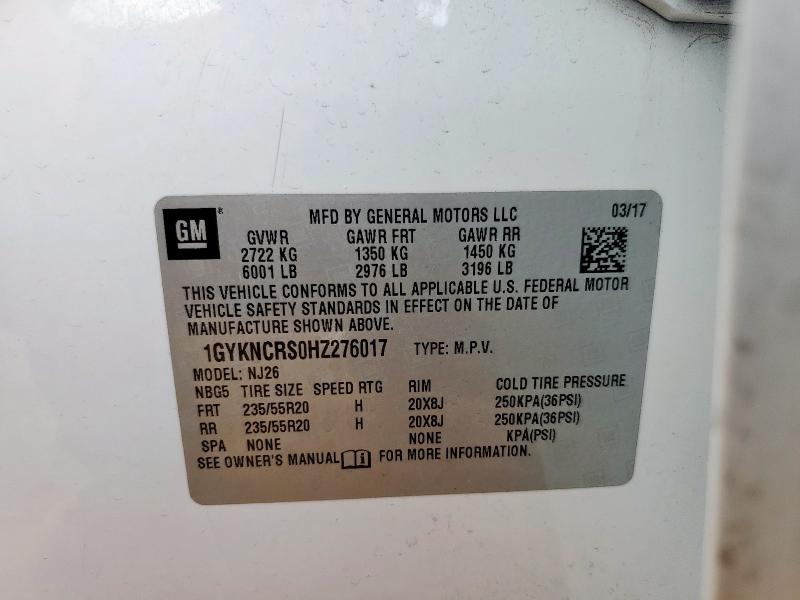 GM®
MFD BY GENERAL MOTORS LLC 03/17
GVWR GAWR FRT GAWR RR
2722 KG 1350 KG 1450 KG
6001 LB 2976 LB 3196 LB
THIS VEHICLE CONFORMS TO ALL APPLICABLE U.S. FEDERAL MOTOR
VEHICLE SAFETY STANDARDS IN EFFECT ON THE DATE OF
MANUFACTURE SHOWN ABOVE.
1GYKNCRS0HZ276017 TYPE: M.P.V.
MODEL: NJ26
NBG5 TIRE SIZE SPEED RTG RIM COLD TIRE PRESSURE
FRT 235/55R20 H 20X8J 250KPA(36PSI)
RR 235/55R20 H 20X8J 250KPA(36PSI)
SPA NONE NONE KPA(PSI)
SEE OWNER'S MANUAL FOR MORE INFORMATION.